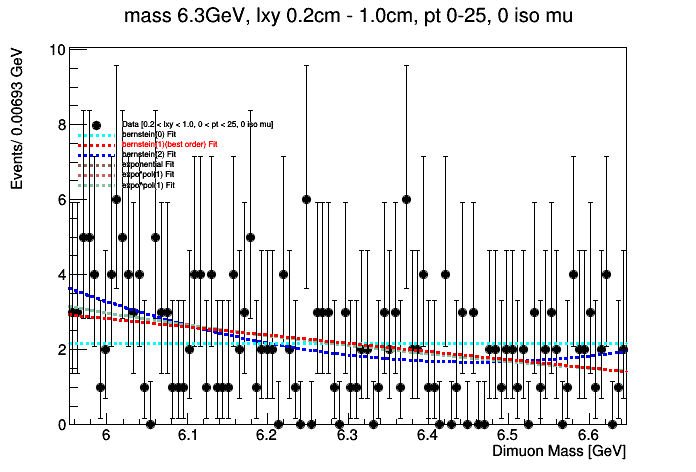 mass 6.3GeV, lxy 0.2cm - 1.0cm, pt 0-25, 0 iso mu
Events/ 0.00693 GeV
10
8
6
4
2
0
Data [0.2 < lxy < 1.0, 0 < pt < 25, 0 iso mu]
bernstein[0) Fit
bernstein[1)(best order) Fit
bernstein[2) Fit
exponential Fit
expo*pol(1) Fit
expo*pol(1) Fit
6 6.1 6.2 6.3 6.4 6.5 6.6
Dimuon Mass [GeV]